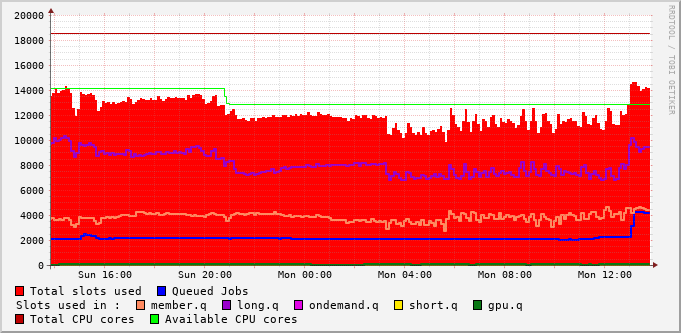 20000
18000
16000
14000
12000
10000
8000
6000
4000
2000
0
Sun 16:00 Sun 20:00 Mon 00:00 Mon 04:00 Mon 08:00 Mon 12:00
RRDTOOL / TOBI OETIKER
Total slots used Queued Jobs
Slots used in : member.q long.q ondemand.q short.q gpu.q
Total CPU cores Available CPU cores